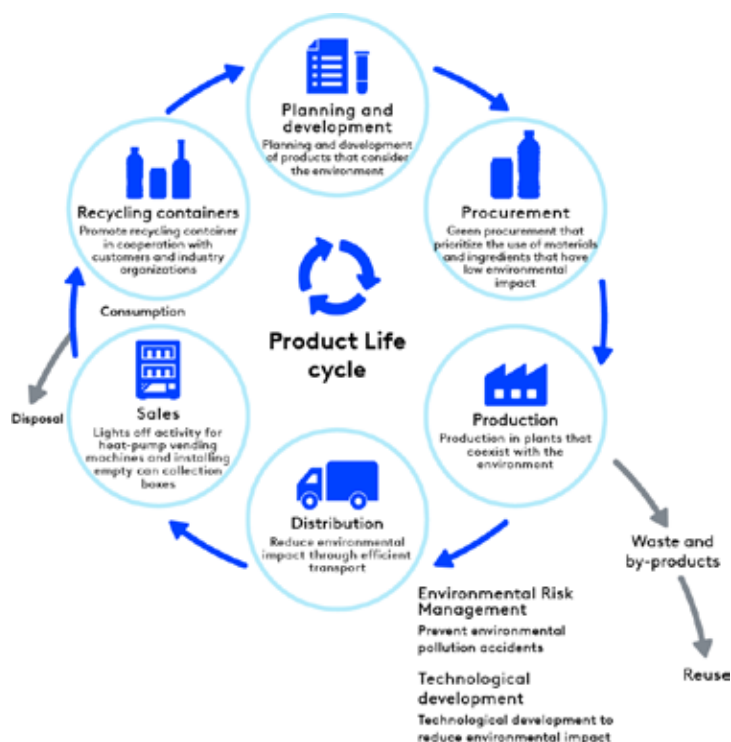 Planning and
development
Planning and development
of products that consider
the environment
Procurement
Green procurement that
prioritize the use of materials
and ingredients that have
low environmental
impact
Production
Production in plants that
coexist with the
environment
Waste and
by-products
Reuse
Environmental Risk
Management
Prevent environmental
pollution accidents
Technological
development
Technological development to
reduce environmental impact
Distribution
Reduce environmental
impact through efficient
transport
Sales
Lights off activity for
heat-pump vending
machines and installing
empty can collection
boxes
Disposal
Consumption
Recycling containers
Promote recycling container
in cooperation with
customers and industry
organizations
Product Life
cycle